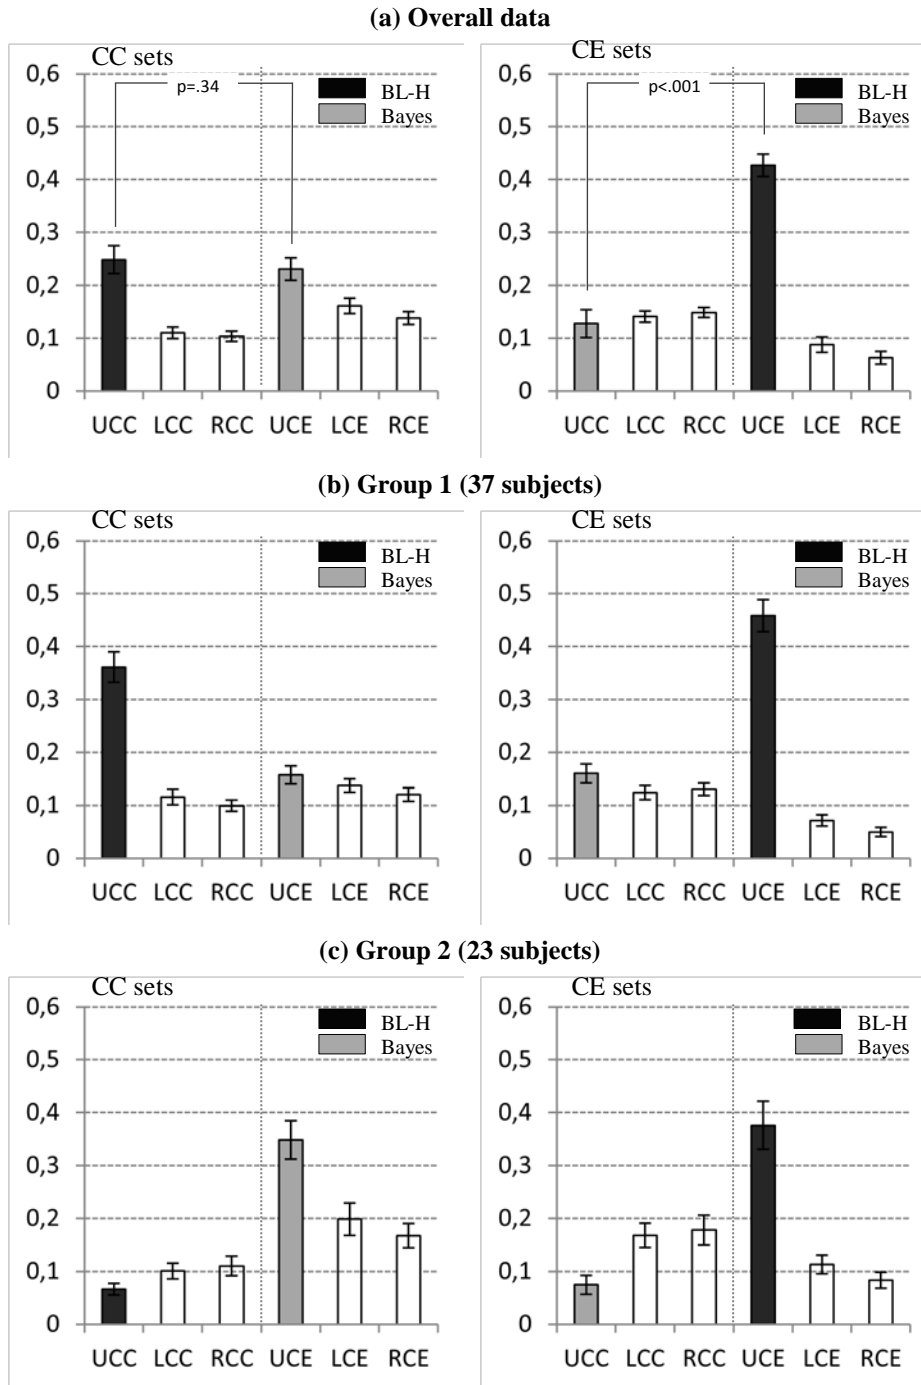 (a) Overall data
CC sets
0,6
0,5
0,4
0,3
0,2
0,1
0
p=.34
BL-H
Bayes
UCC LCC RCC UCE LCE RCE
CE sets
0,6
0,5
0,4
0,3
0,2
0,1
0
p<.001
BL-H
Bayes
UCC LCC RCC UCE LCE RCE
(b) Group 1 (37 subjects)
CC sets
0,6
0,5
0,4
0,3
0,2
0,1
0
BL-H
Bayes
UCC LCC RCC UCE LCE RCE
CE sets
0,6
0,5
0,4
0,3
0,2
0,1
0
BL-H
Bayes
UCC LCC RCC UCE LCE RCE
(c) Group 2 (23 subjects)
CC sets
0,6
0,5
0,4
0,3
0,2
0,1
0
BL-H
Bayes
UCC LCC RCC UCE LCE RCE
CE sets
0,6
0,5
0,4
0,3
0,2
0,1
0
BL-H
Bayes
UCC LCC RCC UCE LCE RCE